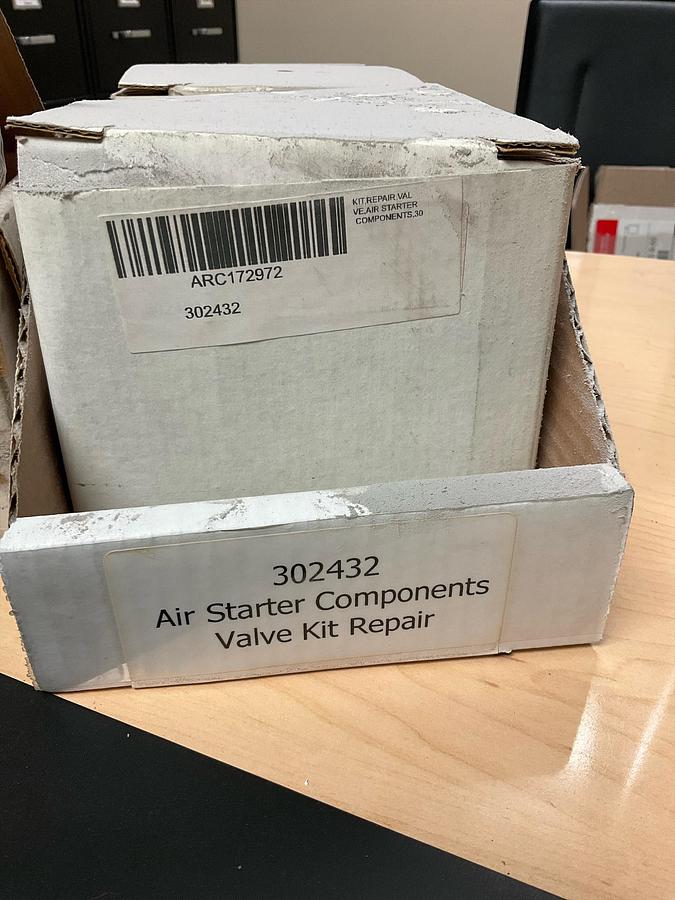 KIT,REPAIR,VAL
VE,AIR STARTER
COMPONENTS,30
ARC172972
302432
302432
Air Starter Components
Valve Kit Repair